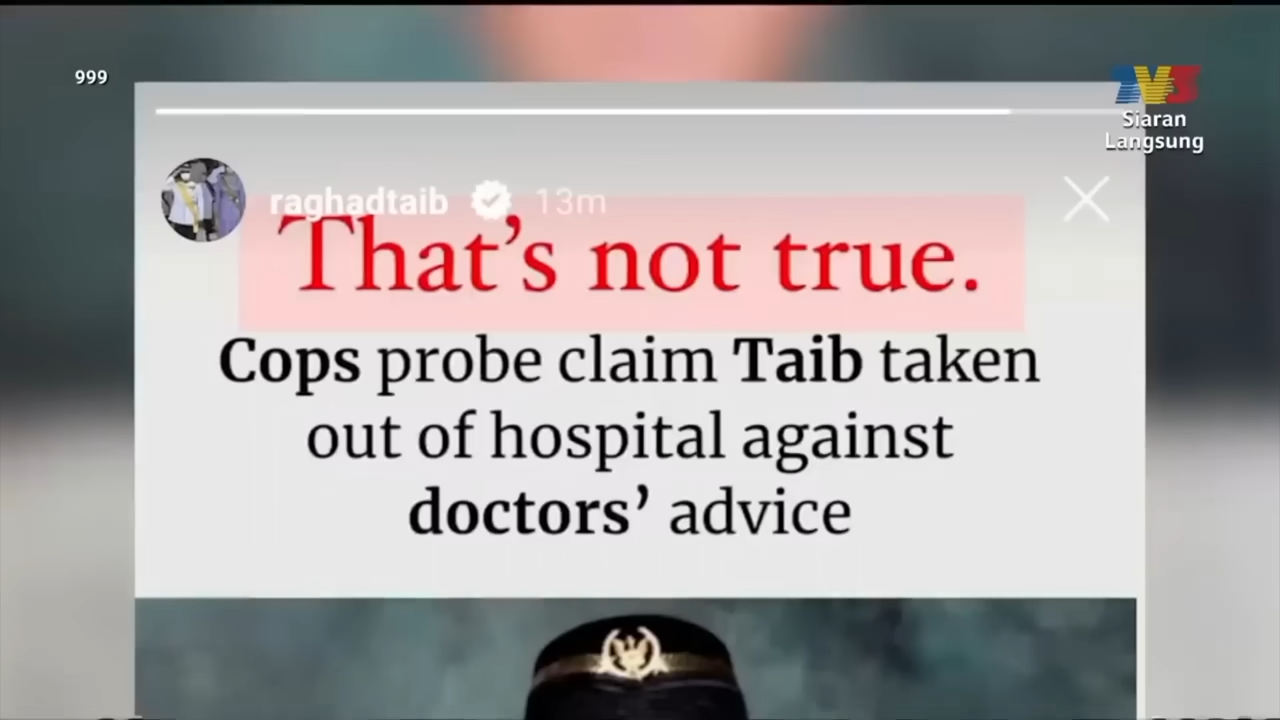 999
TV3
Siaran
Langsung
raghadtaib 13m
That's not true.
Cops probe claim Taib taken
out of hospital against
doctors' advice